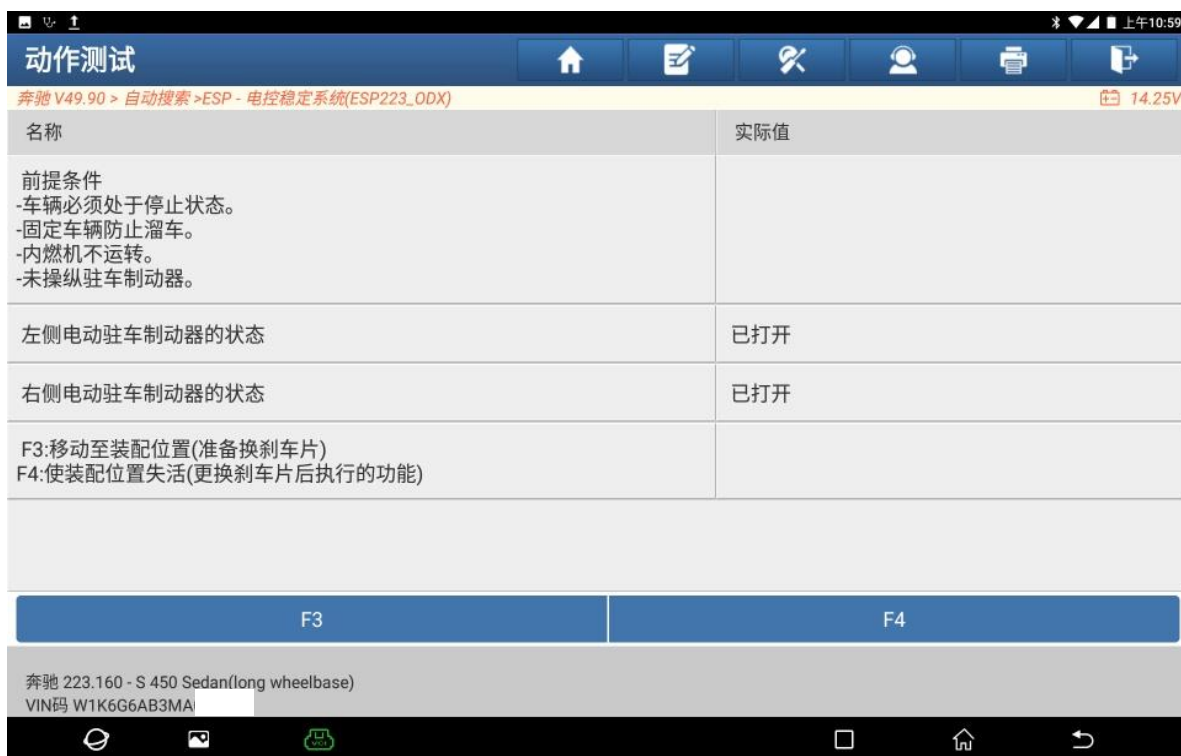 上午10:59
动作测试
奔驰 V49.90 > 自动搜索 >ESP - 电控稳定系统(ESP223_ODX) 14.25V
名称 实际值
前提条件
-车辆必须处于停止状态。
-固定车辆防止溜车。
-内燃机不运转。
-未操纵驻车制动器。
左侧电动驻车制动器的状态 已打开
右侧电动驻车制动器的状态 已打开
F3:移动至装配位置(准备换刹车片)
F4:使装配位置失活(更换刹车片后执行的功能)
F3 F4
奔驰 223.160 - S 450 Sedan(long wheelbase)
VIN码 W1K6G6AB3MA
VCI